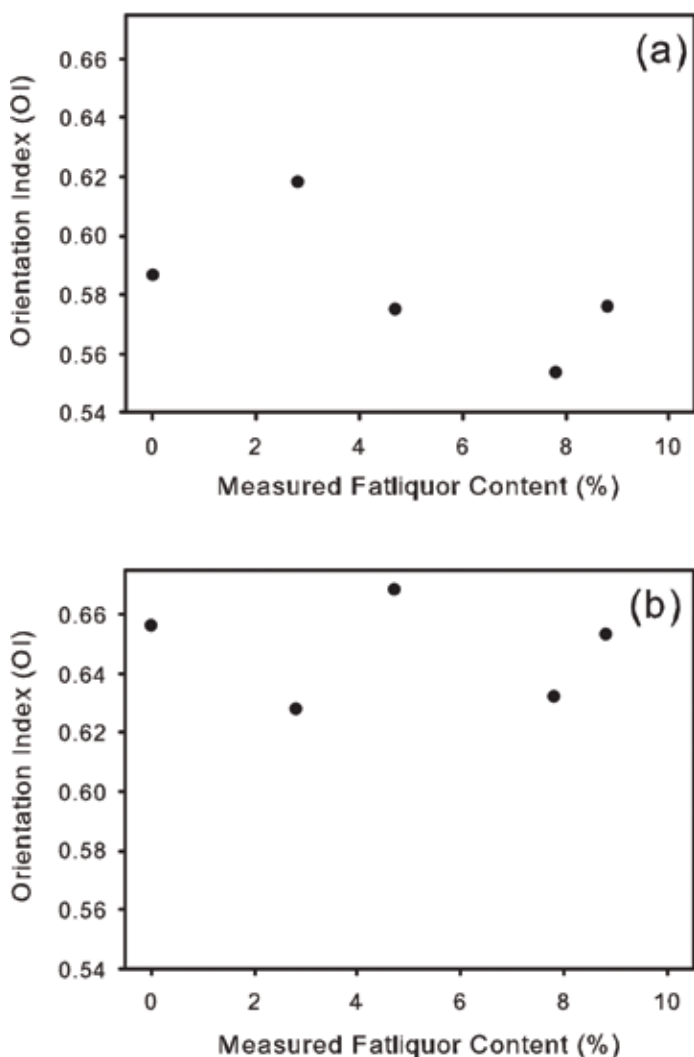 (a)
Orientation Index (OI)
0.66
0.64
0.62
0.60
0.58
0.56
0.54
0 2 4 6 8 10
Measured Fatliquor Content (%)
(b)
Orientation Index (OI)
0.66
0.64
0.62
0.60
0.58
0.56
0.54
0 2 4 6 8 10
Measured Fatliquor Content (%)